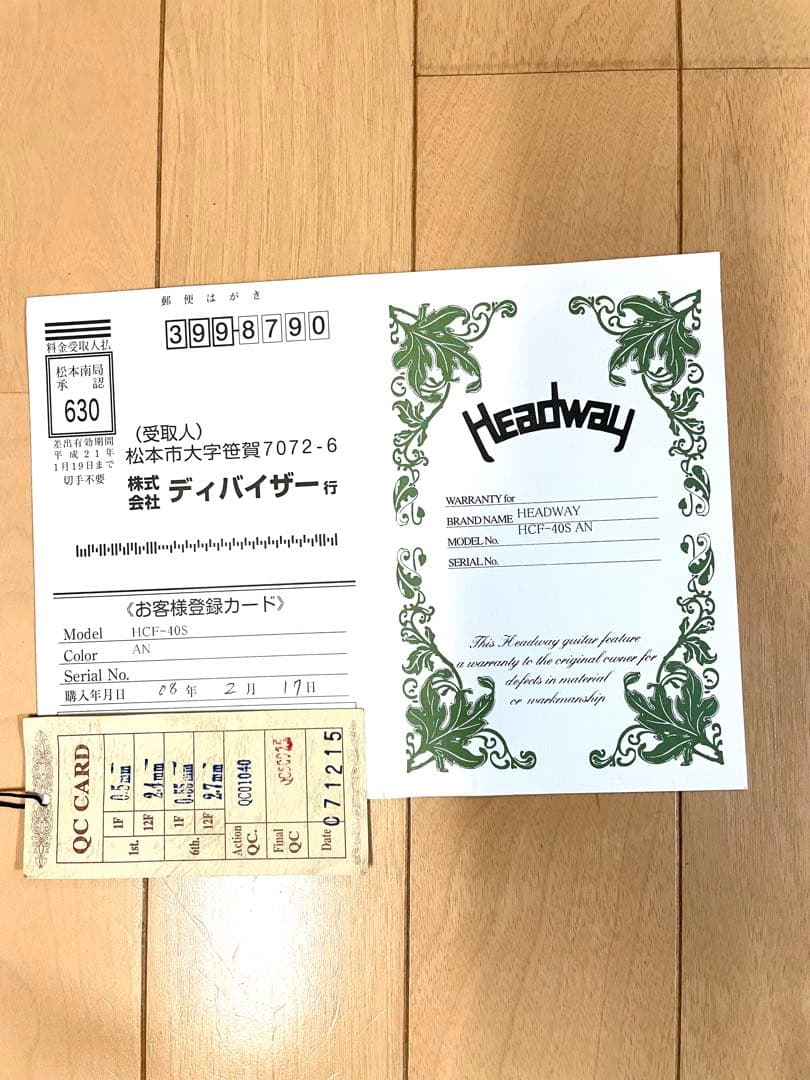 郵便はがき
399-8790
料金受取人払
松本南局
承認
630
差出有効期間
平成21年
1月19日まで
切手不要
(受取人)
松本市大字笹賀7072-6
株式会社 ディバイザー 行
《お客様登録カード》
Model HCF-40S
Color AN
Serial No.
購入年月日 08年 2月 17日
Headway
WARRANTY for
BRAND NAME HEADWAY
MODEL No. HCF-40S AN
SERIAL No.
This Headway guitar feature
a warranty to the original owner for
defects in material
or workmanship
QC CARD
1st. 1F 0.5mm
12F 2.4mm
6th. 1F 0.55mm
12F 2.7mm
Action QC. QC01040
Final QC
Date 071215